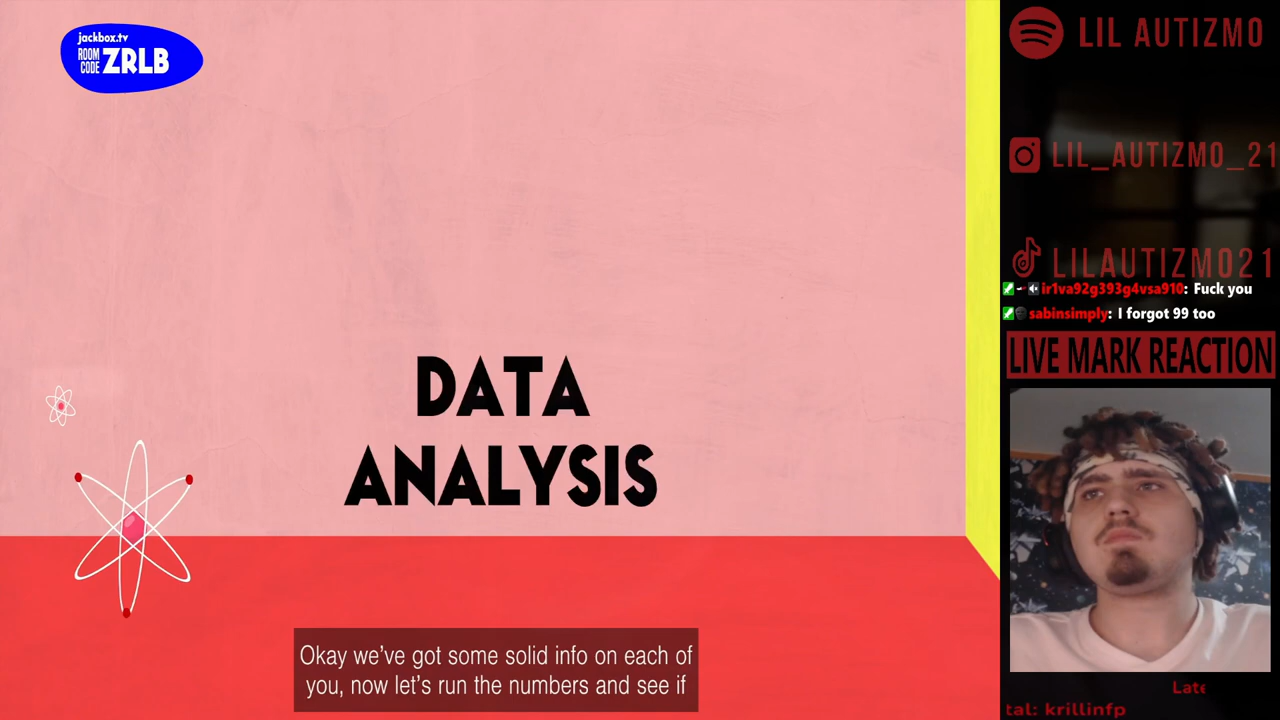 jackbox.tv
ROOM CODE ZRLB
DATA
ANALYSIS
Okay we've got some solid info on each of
you, now let's run the numbers and see if
LIL AUTIZMO
LIL_AUTIZMO_21
LILAUTIZMO21
ir1va92g393g4vsa910: Fuck you
sabinsimply: I forgot 99 too
LIVE MARK REACTION
Late
tal: krillinfp